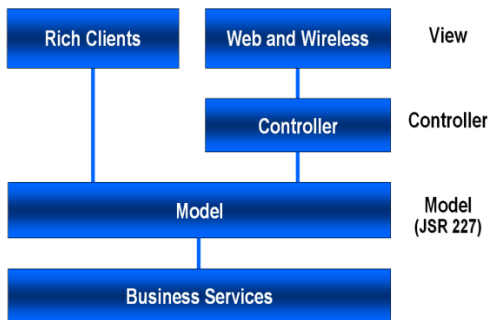 Rich Clients
Web and Wireless
View
Controller
Controller
Model
Model
(JSR 227)
Business Services